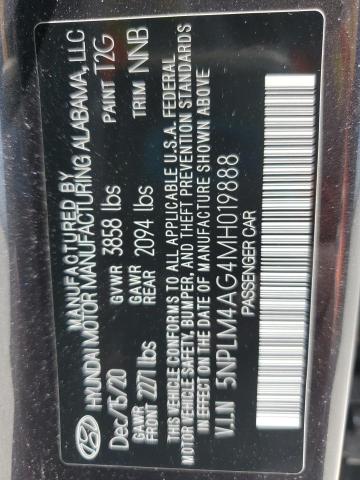 MANUFACTURED BY
HYUNDAI MOTOR MANUFACTURING ALABAMA, LLC
Dec/15/20 GVWR 3858 lbs PAINT T2G
GAWR FRONT 2271 lbs GAWR REAR 2094 lbs TRIM NNB
THIS VEHICLE CONFORMS TO ALL APPLICABLE U.S.A. FEDERAL
MOTOR VEHICLE SAFETY, BUMPER, AND THEFT PREVENTION STANDARDS
IN EFFECT ON THE DATE OF MANUFACTURE SHOWN ABOVE
V.I.N 5NPLM4AG4MH019888
PASSENGER CAR